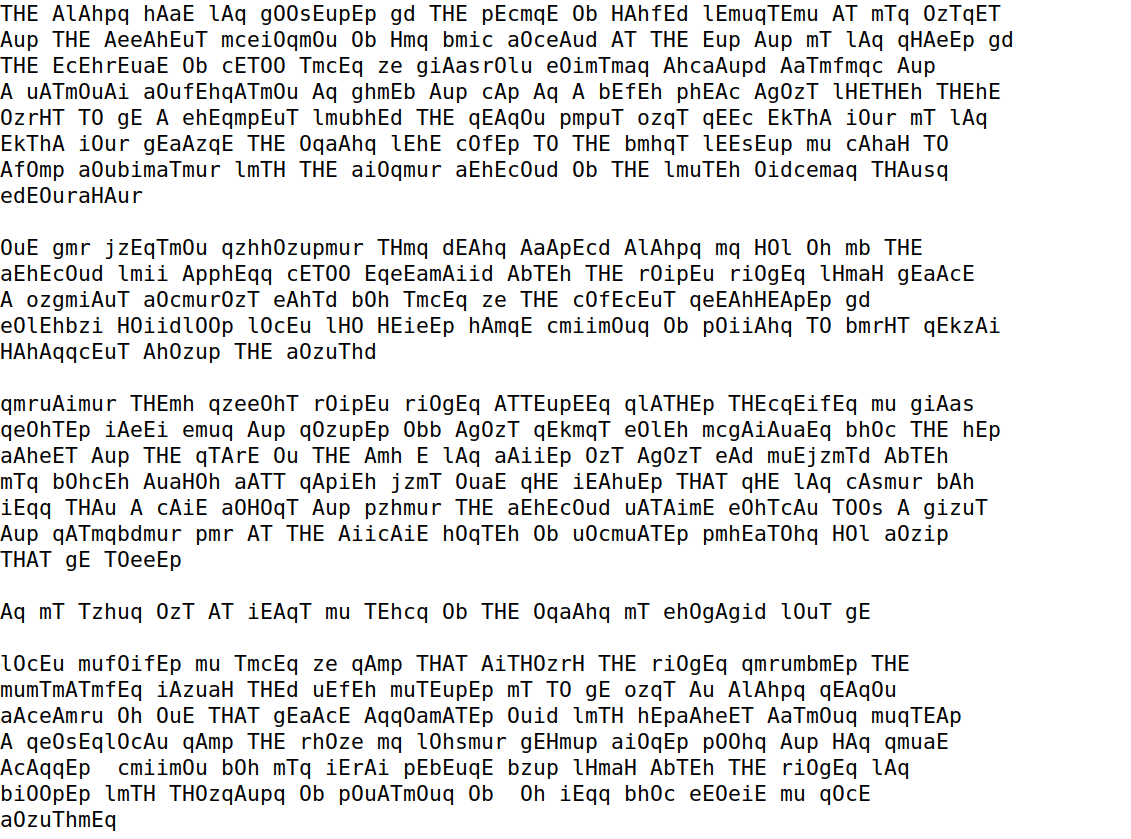 THE AlAhpq hAaE lAq gOOsEupEp gd THE pEcmqE Ob HAhfEd lEmuqTEmu AT mTq OzTqET
Aup THE AeeAhEuT mceiOqmOu Ob Hmq bmic aOceAud AT THE Eup Aup mT lAq qHAeEp gd
THE EcEhrEuaE Ob cETOO TmcEq ze giAasrOlu eOimTmaq AhcaAupd AaTmfmqc Aup
A uATmOuAi aOufEhqATmOu Aq ghmEb Aup cAp Aq A bEfEh phEAc AgOzT lHETHEh THEhE
OzrHT TO gE A ehEqmpEuT lmubhEd THE qEAqOu pmpuT ozqT qEEc EkThA iOur mT lAq
EkThA iOur gEaAzqE THE OqaAhq lEhE cOfEp TO THE bmhqT lEEsEup mu cAhaH TO
AfOmp aOubimaTmur lmTH THE aiOqmur aEhEcOud Ob THE lmuTEh Oidcemaq THAusq
edEOuraHAur
OuE gmr jzEqTmOu qzhhOzupmur THmq dEAhq AaApEcd AlAhpq mq HOl Oh mb THE
aEhEcOud lmii ApphEqq cETOO EqeEamAiid AbTEh THE rOipEu riOgEq lHmaH gEaAcE
A ozgmiAuT aOcmurOzT eAhTd bOh TmcEq ze THE cOfEcEuT qeEAhHEApEp gd
eOlEhbzi HOiidlOOp lOcEu lHO HEieEp hAmqE cmiimOuq Ob pOiiAhq TO bmrHT qEkzAi
HAhAqqcEuT AhOzup THE aOzuThd
qmruAimur THEmh qzeeOhT rOipEu riOgEq ATTEupEEq qlATHEp THEcqEifEq mu giAas
qeOhTEp iAeEi emuq Aup qOzupEp Obb AgOzT qEkmqT eOlEh mcgAiAuaEq bhOc THE hEp
aAheET Aup THE qTArE Ou THE Amh E lAq aAiiEp OzT AgOzT eAd muEjzmTd AbTEh
mTq bOhcEh AuaHOh aATT qApiEh jzmT OuaE qHE iEAhuEp THAT qHE lAq cAsmur bAh
iEqq THAu A cAiE aOHOqT Aup pzhmur THE aEhEcOud uATAimE eOhTcAu TOOs A gizuT
Aup qATmqbdmur pmr AT THE AiicAiE hOqTEh Ob uOcmuATEp pmhEaTOhq HOl aOzip
THAT gE TOeeEp
Aq mT Tzhuq OzT AT iEAqT mu TEhcq Ob THE OqaAhq mT ehOgAgid lOuT gE
lOcEu mufOifEp mu TmcEq ze qAmp THAT AiTHOzrH THE riOgEq qmrumbmEp THE
mumTmATmfEq iAzuaH THEd uEfEh muTEupEp mT TO gE ozqT Au AlAhpq qEAqOu
aAceAmru Oh OuE THAT gEaAcE AqqOamATEp Ouid lmTH hEpaAheET AaTmOuq muqTEAp
A qeOsEqlOcAu qAmp THE rhOze mq lOhsmur gEHmup aiOqEp pOOhq Aup HAq qmuaE
AcAqqEp  cmiimOu bOh mTq iErAi pEbEuqE bzup lHmaH AbTEh THE riOgEq lAq
biOOpEp lmTH THOzqAupq Ob pOuATmOuq Ob  Oh iEqq bhOc eEOeiE mu qOcE
aOzuThmEq